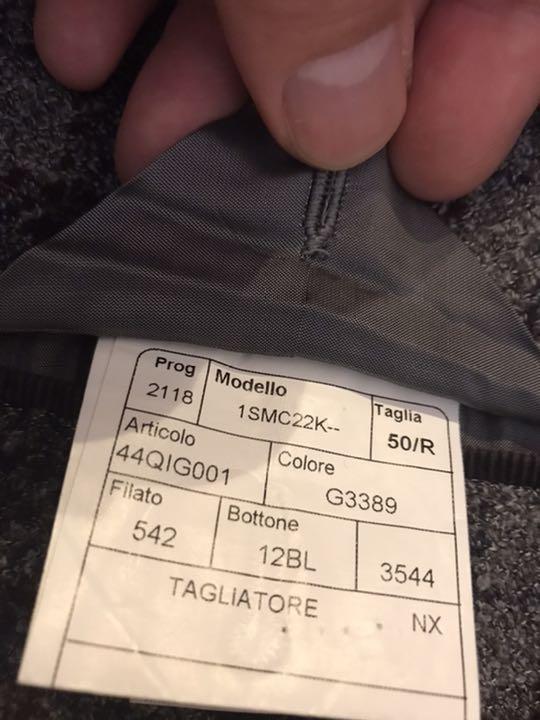 Prog Modello Taglia
2118 1SMC22K-- 50/R
Articolo Colore
44QIG001 G3389
Filato Bottone
542 12BL 3544
TAGLIATORE NX